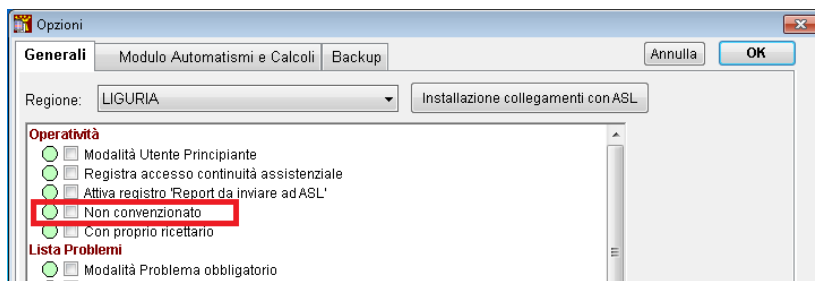 Opzioni
Generali Modulo Automatismi e Calcoli Backup Annulla OK
Regione: LIGURIA Installazione collegamenti con ASL
Operatività
Modalità Utente Principiante
Registra accesso continuità assistenziale
Attiva registro 'Report da inviare ad ASL'
Non convenzionato
Con proprio ricettario
Lista Problemi
Modalità Problema obbligatorio